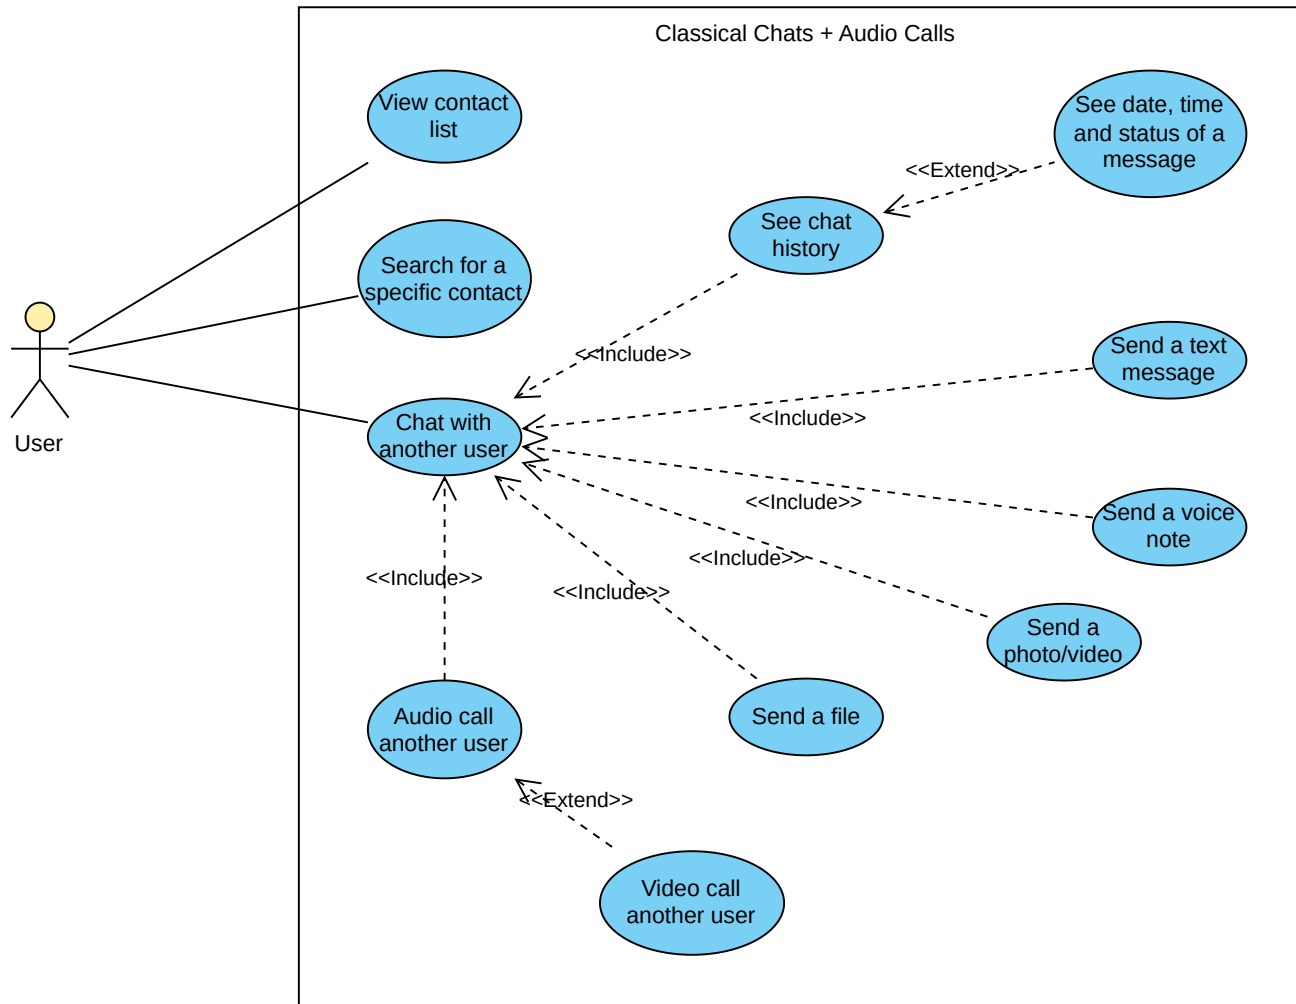 Classical Chats + Audio Calls
View contact
list
See date, time
and status of a
message
<<Extend>>
See chat
history
Search for a
specific contact
<<Include>>
Send a text
message
<<Include>>
Chat with
another user
User
<<Include>>
Send a voice
note
<<Include>>
<<Include>>
<<Include>>
Send a
photo/video
Audio call
another user
Send a file
<<Extend>>
Video call
another user